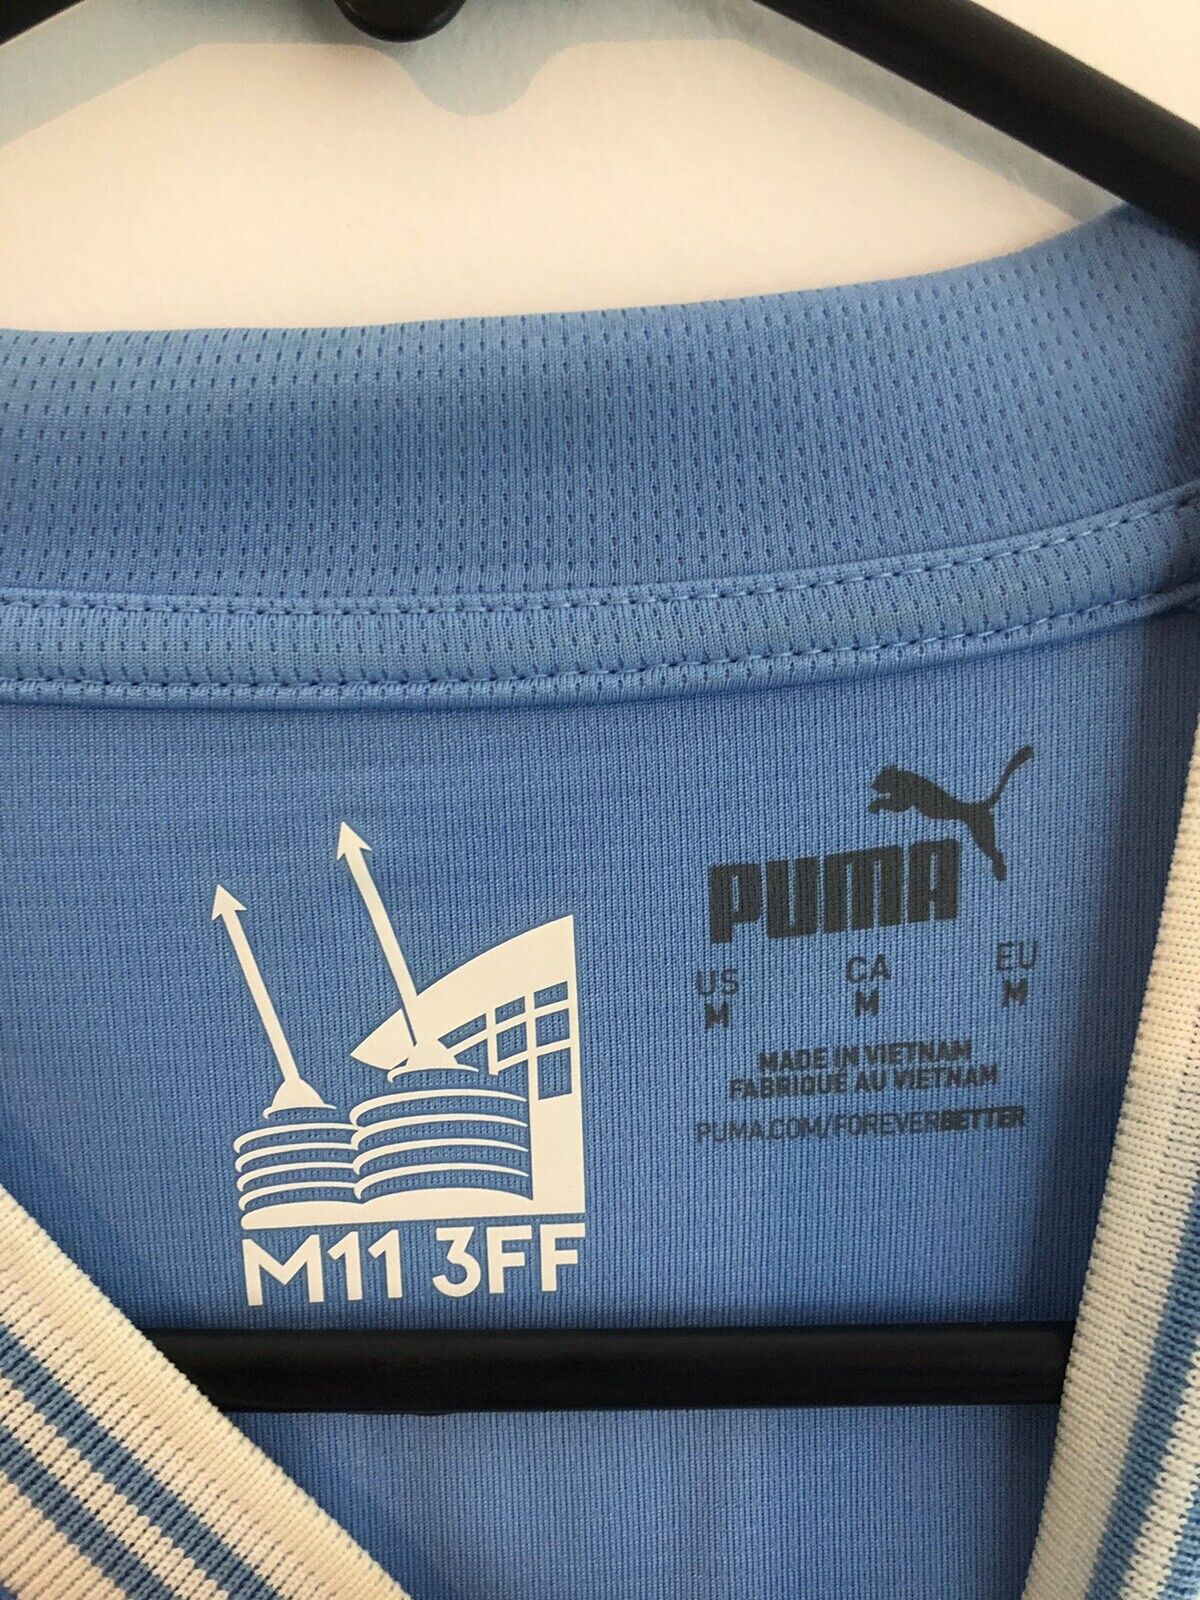 PUMA
US CA EU
M M M
MADE IN VIETNAM
FABRIQUÉ AU VIETNAM
PUMA.COM/FOREVERBETTER
M11 3FF